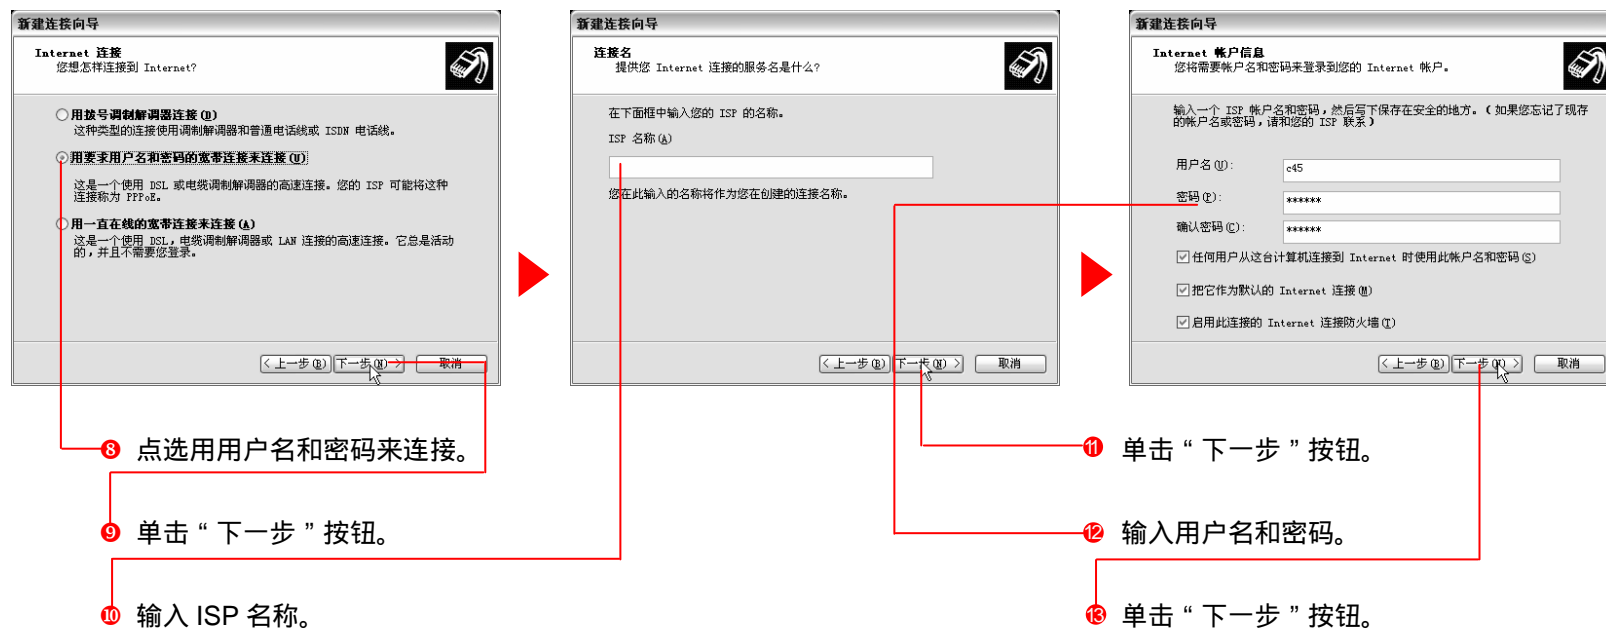 新建连接向导
Internet 连接
您想怎样连接到 Internet?
用拨号调制解调器连接(D)
这种类型的连接使用调制解调器和普通电话线或 ISDN 电话线。
用要求用户名和密码的宽带连接来连接(U)
这是一个使用 DSL 或电缆调制解调器的高速连接。您的 ISP 可能将这种
连接称为 PPPoE。
用一直在线的宽带连接来连接(A)
这是一个使用 DSL，电缆调制解调器或 LAN 连接的高速连接。它总是活动
的，并且不需要您登录。
< 上一步(B) 下一步(N) > 取消
新建连接向导
连接名
提供您 Internet 连接的服务名是什么?
在下面框中输入您的 ISP 的名称。
ISP 名称(A)
您在此输入的名称将作为您在创建的连接名称。
< 上一步(B) 下一步(N) > 取消
新建连接向导
Internet 帐户信息
您将需要帐户名和密码来登录到您的 Internet 帐户。
输入一个 ISP 帐户名和密码，然后写下保存在安全的地方。(如果您忘记了现存
的帐户名或密码，请和您的 ISP 联系)
用户名(U): c45
密码(P): ******
确认密码(C): ******
任何用户从这台计算机连接到 Internet 时使用此帐户名和密码(S)
把它作为默认的 Internet 连接(M)
启用此连接的 Internet 连接防火墙(T)
< 上一步(B) 下一步(N) > 取消
8 点选用用户名和密码来连接。
9 单击“下一步”按钮。
10 输入 ISP 名称。
11 单击“下一步”按钮。
12 输入用户名和密码。
13 单击“下一步”按钮。